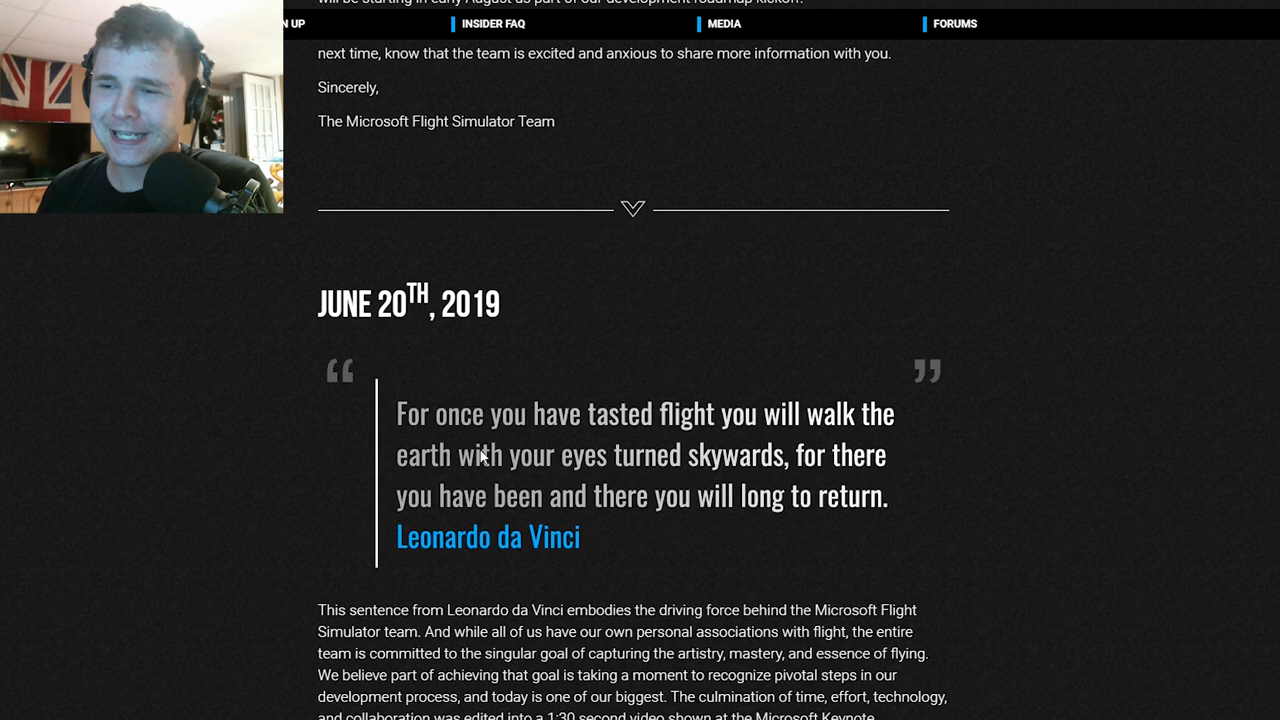 will be starting in early August as part of our development roadmap kickoff.
UP
INSIDER FAQ
MEDIA
FORUMS
next time, know that the team is excited and anxious to share more information with you.
Sincerely,
The Microsoft Flight Simulator Team
JUNE 20TH, 2019
“ ”
For once you have tasted flight you will walk the
earth with your eyes turned skywards, for there
you have been and there you will long to return.
Leonardo da Vinci
This sentence from Leonardo da Vinci embodies the driving force behind the Microsoft Flight
Simulator team. And while all of us have our own personal associations with flight, the entire
team is committed to the singular goal of capturing the artistry, mastery, and essence of flying.
We believe part of achieving that goal is taking a moment to recognize pivotal steps in our
development process, and today is one of our biggest. The culmination of time, effort, technology,
and collaboration was edited into a 1:30 second video shown at the Microsoft Keynote